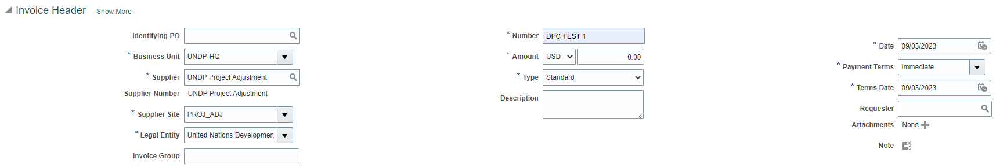 Invoice Header Show More
Identifying PO
* Business Unit UNDP-HQ
* Supplier UNDP Project Adjustment
Supplier Number UNDP Project Adjustment
* Supplier Site PROJ_ADJ
* Legal Entity United Nations Developmen
Invoice Group
* Number DPC TEST 1
* Amount USD - 0.00
* Type Standard
Description
* Date 09/03/2023
* Payment Terms Immediate
* Terms Date 09/03/2023
Requester
Attachments None
Note